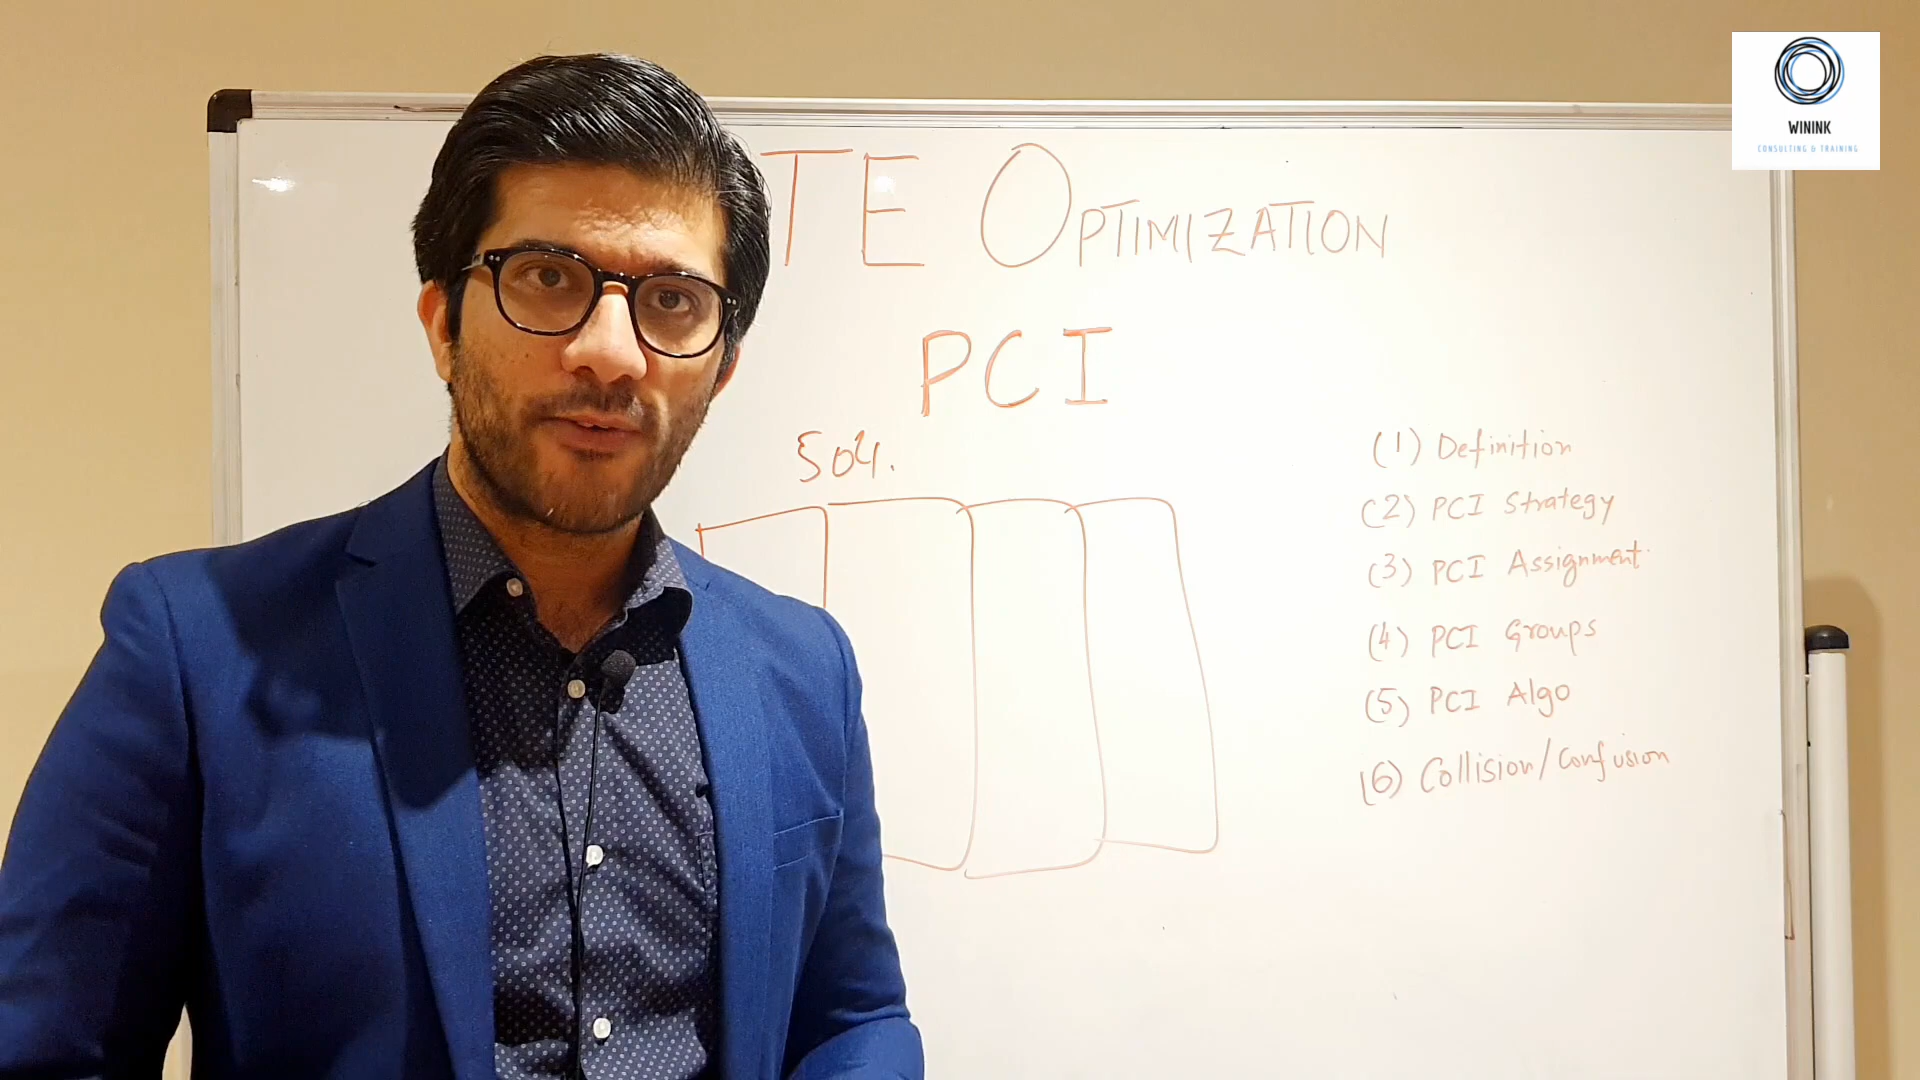 TE OPTIMIZATION
PCI
504.
(1) Definition
(2) PCI Strategy
(3) PCI Assignment
(4) PCI Groups
(5) PCI Algo
(6) Collision/Confusion
WININK
CONSULTING & TRAINING